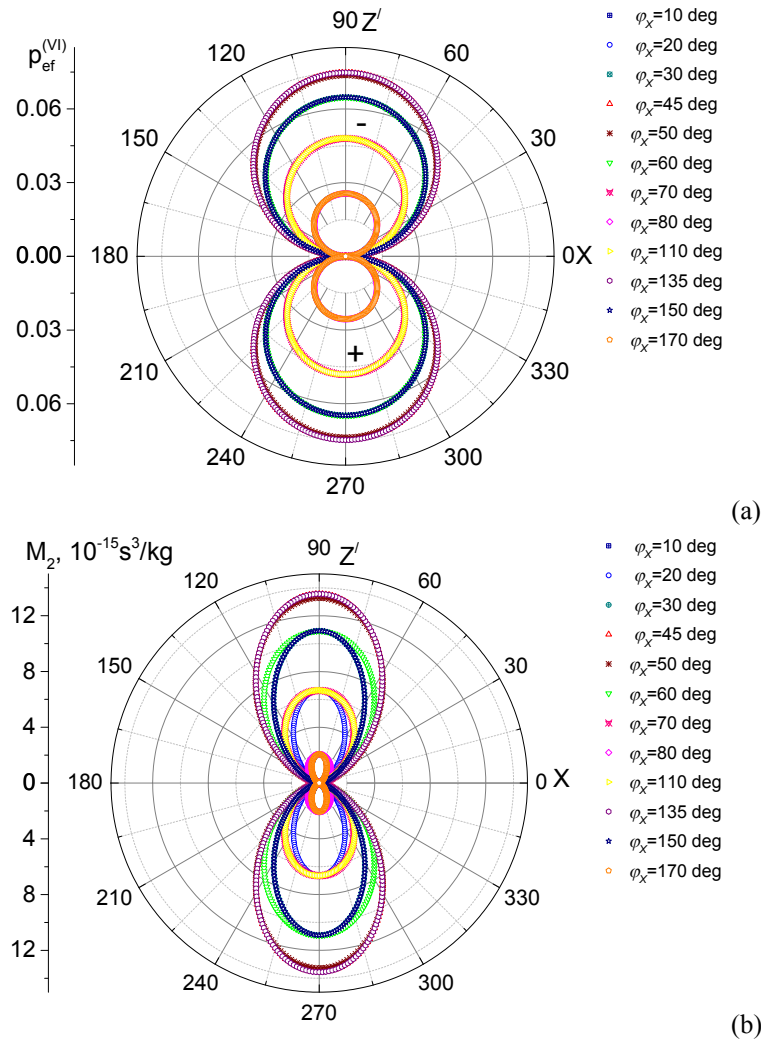 90 Z/
p_ef^(VI)
120
60
0.06
150
30
-
0.03
0.00
180
0X
0.03
+
210
330
0.06
240
300
270
φX=10 deg
φX=20 deg
φX=30 deg
φX=45 deg
φX=50 deg
φX=60 deg
φX=70 deg
φX=80 deg
φX=110 deg
φX=135 deg
φX=150 deg
φX=170 deg
(a)
M2, 10^-15 s^3/kg
90 Z/
120
60
12
150
30
8
4
0
180
0 X
4
8
210
330
12
240
300
270
φX=10 deg
φX=20 deg
φX=30 deg
φX=45 deg
φX=50 deg
φX=60 deg
φX=70 deg
φX=80 deg
φX=110 deg
φX=135 deg
φX=150 deg
φX=170 deg
(b)